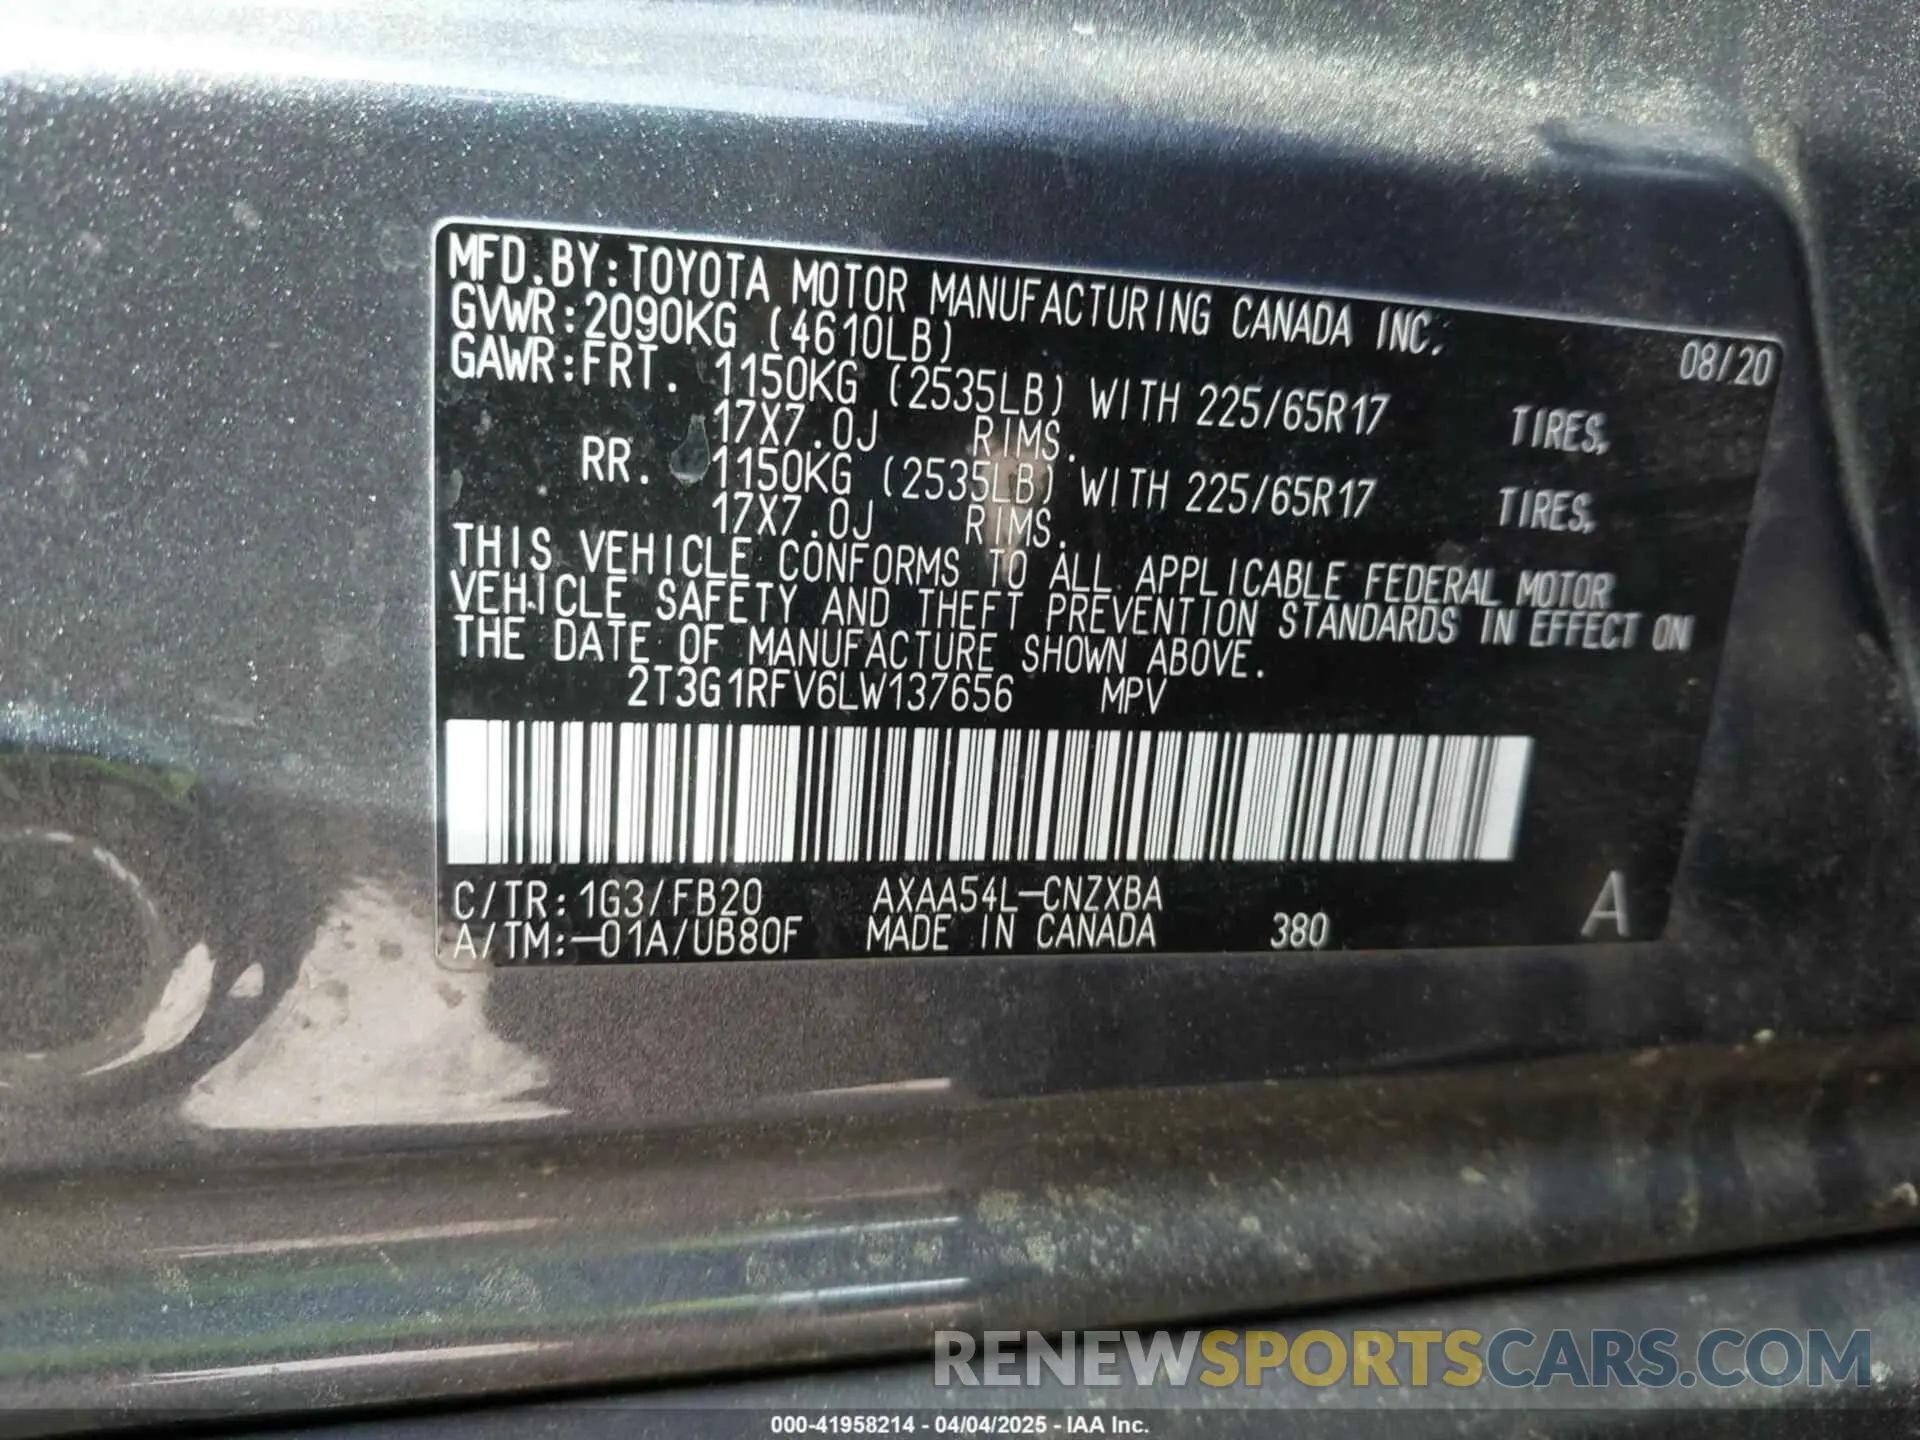 MFD.BY:TOYOTA MOTOR MANUFACTURING CANADA INC. 08/20
GVWR:2090KG (4610LB)
GAWR:FRT. 1150KG (2535LB) WITH 225/65R17 TIRES,
17X7.0J RIMS.
RR. 1150KG (2535LB) WITH 225/65R17 TIRES,
17X7.0J RIMS.
THIS VEHICLE CONFORMS TO ALL APPLICABLE FEDERAL MOTOR
VEHICLE SAFETY AND THEFT PREVENTION STANDARDS IN EFFECT ON
THE DATE OF MANUFACTURE SHOWN ABOVE.
2T3G1RFV6LW137656 MPV
C/TR:1G3/FB20 AXAA54L-CNZXBA
A/TM:-01A/UB80F MADE IN CANADA 380 A
RENEWSPORTSCARS.COM
000-41958214 - 04/04/2025 - IAA Inc.